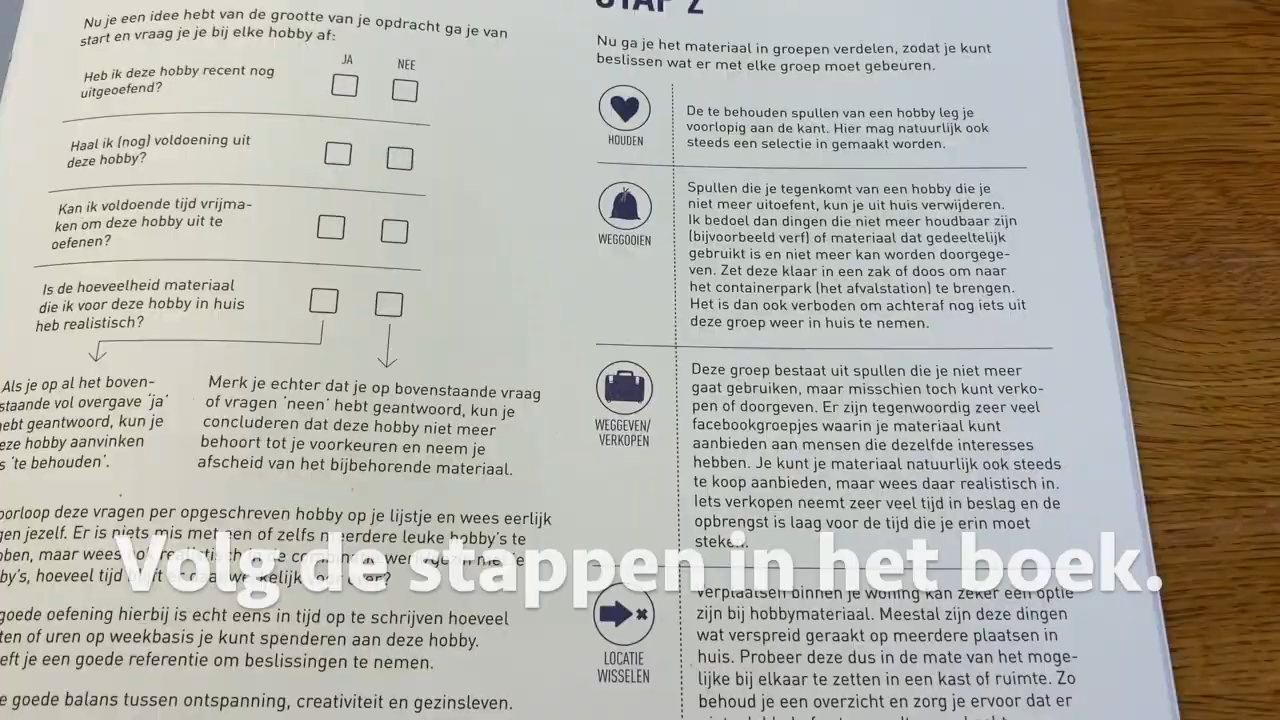 Nu je een idee hebt van de grootte van je opdracht ga je van
start en vraag je je bij elke hobby af:
JA NEE
Heb ik deze hobby recent nog
uitgeoefend?
Haal ik (nog) voldoening uit
deze hobby?
Kan ik voldoende tijd vrijma-
ken om deze hobby uit te
oefenen?
Is de hoeveelheid materiaal
die ik voor deze hobby in huis
heb realistisch?
Als je op al het boven-
staande vol overgave 'ja'
hebt geantwoord, kun je
deze hobby aanvinken
'te behouden'.
Merk je echter dat je op bovenstaande vraag
of vragen 'neen' hebt geantwoord, kun je
concluderen dat deze hobby niet meer
behoort tot je voorkeuren en neem je
afscheid van het bijbehorende materiaal.
deze vragen per opgeschreven hobby op je lijstje en wees eerlijk
jezelf. Er is niets mis met een of zelfs meerdere leuke hobby's te
maar wees
hoeveel tijd
goede oefening hierbij is echt eens in tijd op te schrijven hoeveel
of uren op weekbasis je kunt spenderen aan deze hobby.
je een goede referentie om beslissingen te nemen.
goede balans tussen ontspanning, creativiteit en gezinsleven.
STAP 2
Nu ga je het materiaal in groepen verdelen, zodat je kunt
beslissen wat er met elke groep moet gebeuren.
HOUDEN
De te behouden spullen van een hobby leg je
voorlopig aan de kant. Hier mag natuurlijk ook
steeds een selectie in gemaakt worden.
WEGGOOIEN
Spullen die je tegenkomt van een hobby die je
niet meer uitoefent, kun je uit huis verwijderen.
Ik bedoel dan dingen die niet meer houdbaar zijn
(bijvoorbeeld verf) of materiaal dat gedeeltelijk
gebruikt is en niet meer kan worden doorgege-
ven. Zet deze klaar in een zak of doos om naar
het containerpark (het afvalstation) te brengen.
Het is dan ook verboden om achteraf nog iets uit
deze groep weer in huis te nemen.
WEGGEVEN/
VERKOPEN
Deze groep bestaat uit spullen die je niet meer
gaat gebruiken, maar misschien toch kunt verko-
pen of doorgeven. Er zijn tegenwoordig zeer veel
facebookgroepjes waarin je materiaal kunt
aanbieden aan mensen die dezelfde interesses
hebben. Je kunt je materiaal natuurlijk ook steeds
te koop aanbieden, maar wees daar realistisch in.
Iets verkopen neemt zeer veel tijd in beslag en de
opbrengst is laag voor de tijd die je erin moet
steken.
LOCATIE
WISSELEN
Verplaatsen binnen je woning kan zeker een optie
zijn bij hobbymateriaal. Meestal zijn deze dingen
wat verspreid geraakt op meerdere plaatsen in
huis. Probeer deze dus in de mate van het moge-
lijke bij elkaar te zetten in een kast of ruimte. Zo
behoud je een overzicht en zorg je ervoor dat er
Volg de stappen in het boek.